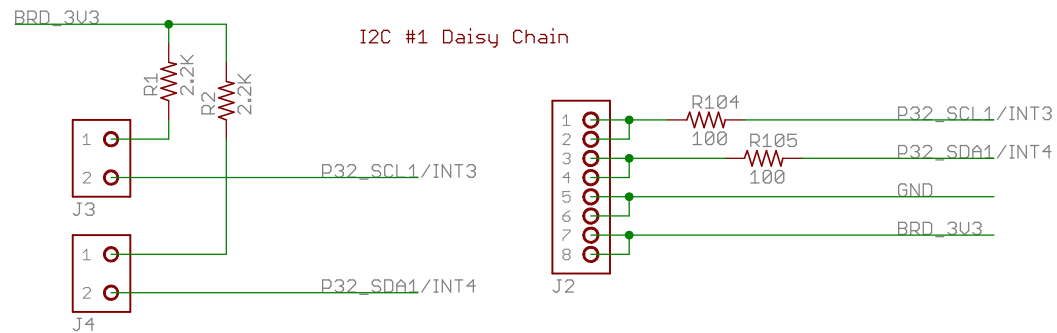 BRD_3V3
I2C #1 Daisy Chain
R1
2.2K
R2
2.2K
1
2
P32_SCL1/INT3
J3
1
2
P32_SDA1/INT4
J4
R104
1
100
P32_SCL1/INT3
2
R105
3
100
P32_SDA1/INT4
4
5
GND
6
7
BRD_3V3
8
J2